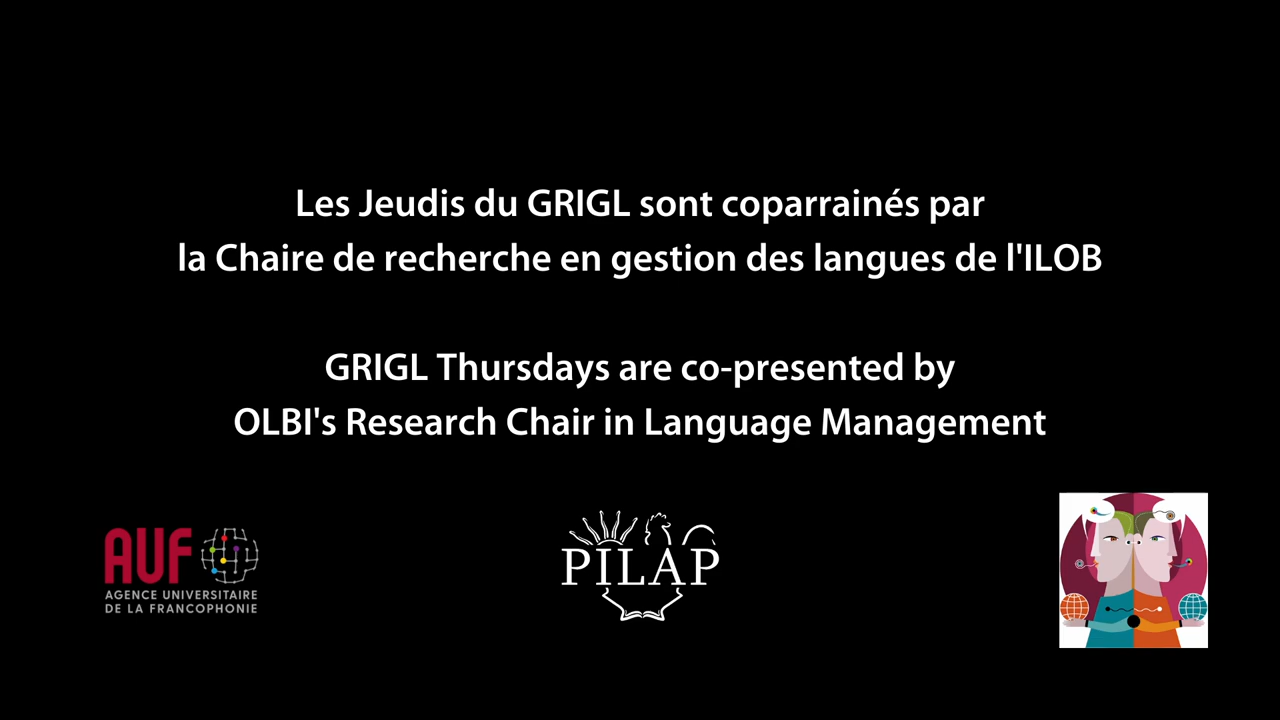 Les Jeudis du GRIGL sont coparrainés par
la Chaire de recherche en gestion des langues de l'ILOB
GRIGL Thursdays are co-presented by
OLBI's Research Chair in Language Management
AUF
AGENCE UNIVERSITAIRE
DE LA FRANCOPHONIE
PILAP